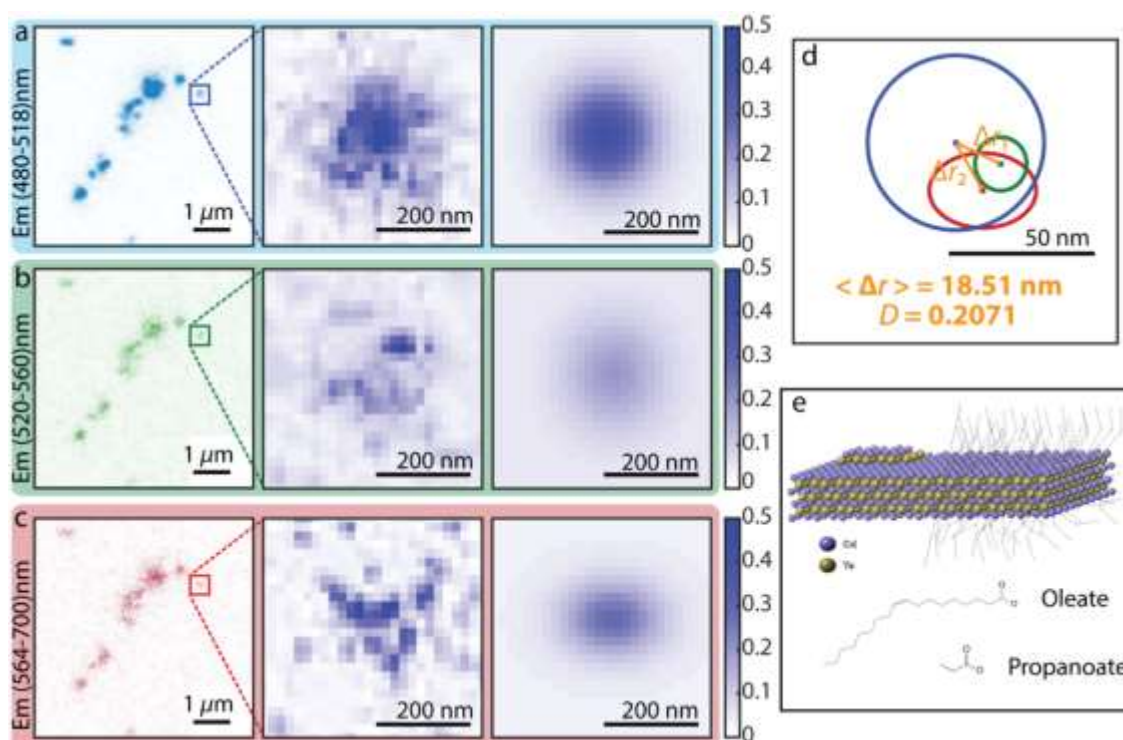 a
Em (480-518)nm
1 μm
200 nm
200 nm
0.5
0.4
0.3
0.2
0.1
0
b
Em (520-560)nm
1 μm
200 nm
200 nm
0.5
0.4
0.3
0.2
0.1
0
c
Em (564-700)nm
1 μm
200 nm
200 nm
0.5
0.4
0.3
0.2
0.1
0
d
Δr₁
Δr₂
50 nm
< Δr > = 18.51 nm
D = 0.2071
e
Cd
Te
Oleate
Propanoate